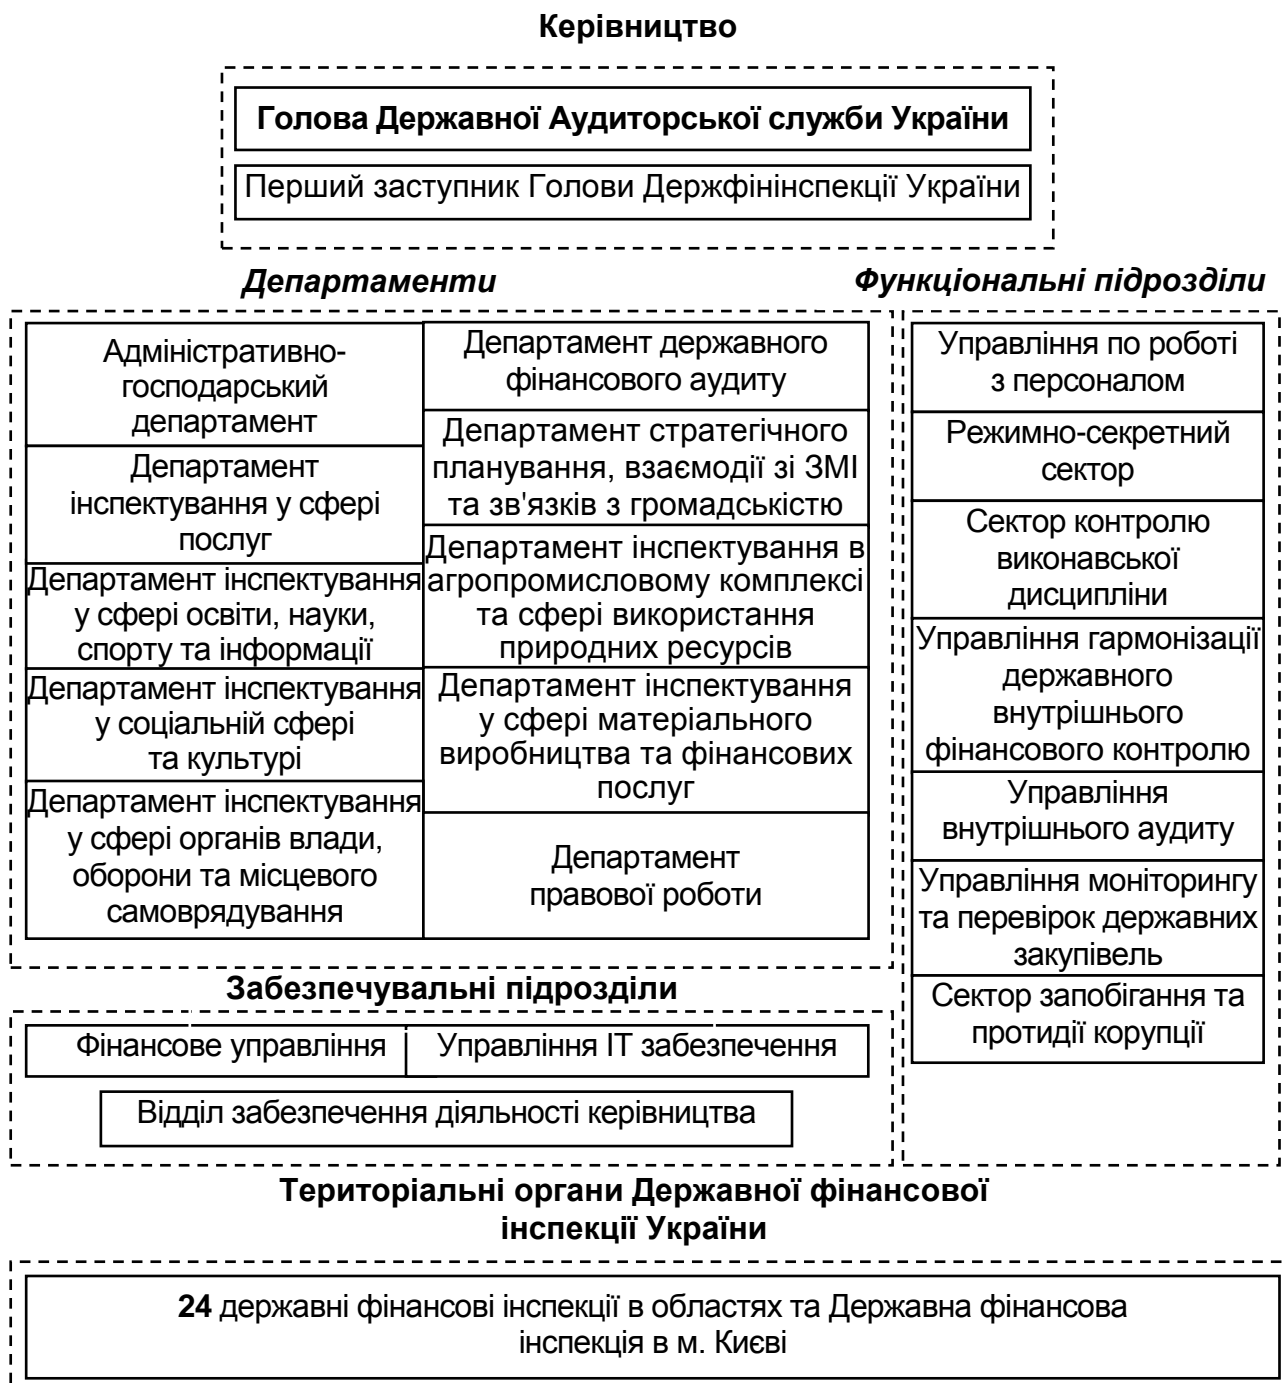 Керівництво
Голова Державної Аудиторської служби України
Перший заступник Голови Держфінінспекції України
Департаменти
Адміністративно-
господарський
департамент
Департамент
інспектування у сфері
послуг
Департамент інспектування
у сфері освіти, науки,
спорту та інформації
Департамент інспектування
у соціальній сфері
та культурі
Департамент інспектування
у сфері органів влади,
оборони та місцевого
самоврядування
Департамент державного
фінансового аудиту
Департамент стратегічного
планування, взаємодії зі ЗМІ
та зв'язків з громадськістю
Департамент інспектування в
агропромисловому комплексі
та сфері використання
природних ресурсів
Департамент інспектування
у сфері матеріального
виробництва та фінансових
послуг
Департамент
правової роботи
Функціональні підрозділи
Управління по роботі
з персоналом
Режимно-секретний
сектор
Сектор контролю
виконавської
дисципліни
Управління гармонізації
державного
внутрішнього
фінансового контролю
Управління
внутрішнього аудиту
Управління моніторингу
та перевірок державних
закупівель
Сектор запобігання та
протидії корупції
Забезпечувальні підрозділи
Фінансове управління
Управління ІТ забезпечення
Відділ забезпечення діяльності керівництва
Територіальні органи Державної фінансової
інспекції України
24 державні фінансові інспекції в областях та Державна фінансова
інспекція в м. Києві